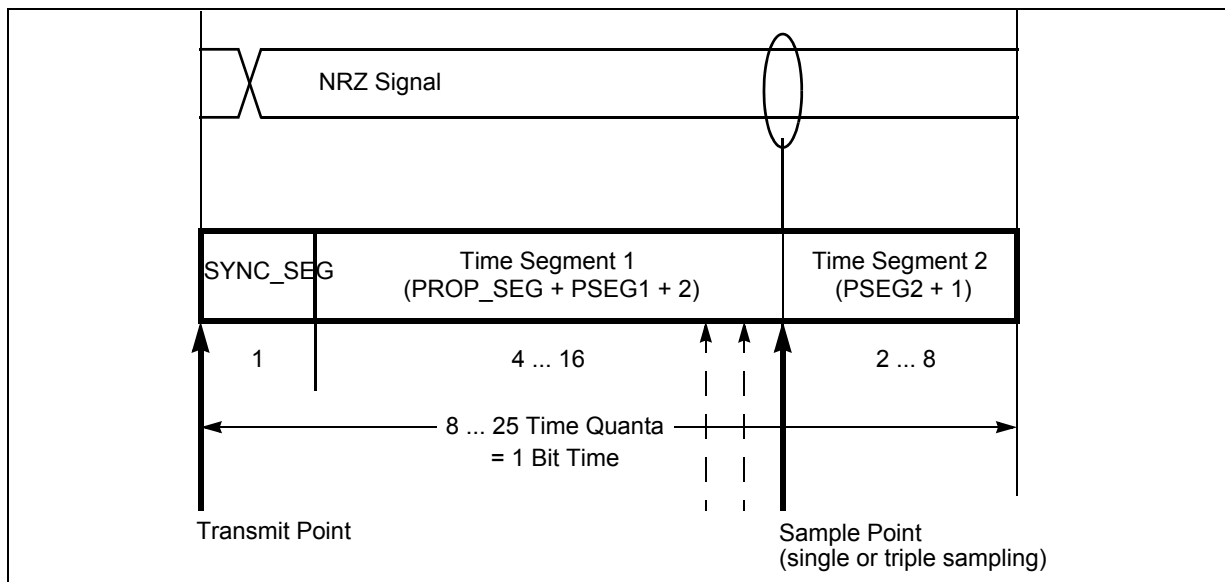 NRZ Signal
SYNC_SEG
Time Segment 1
(PROP_SEG + PSEG1 + 2)
Time Segment 2
(PSEG2 + 1)
1
4 ... 16
2 ... 8
8 ... 25 Time Quanta
= 1 Bit Time
Transmit Point
Sample Point
(single or triple sampling)